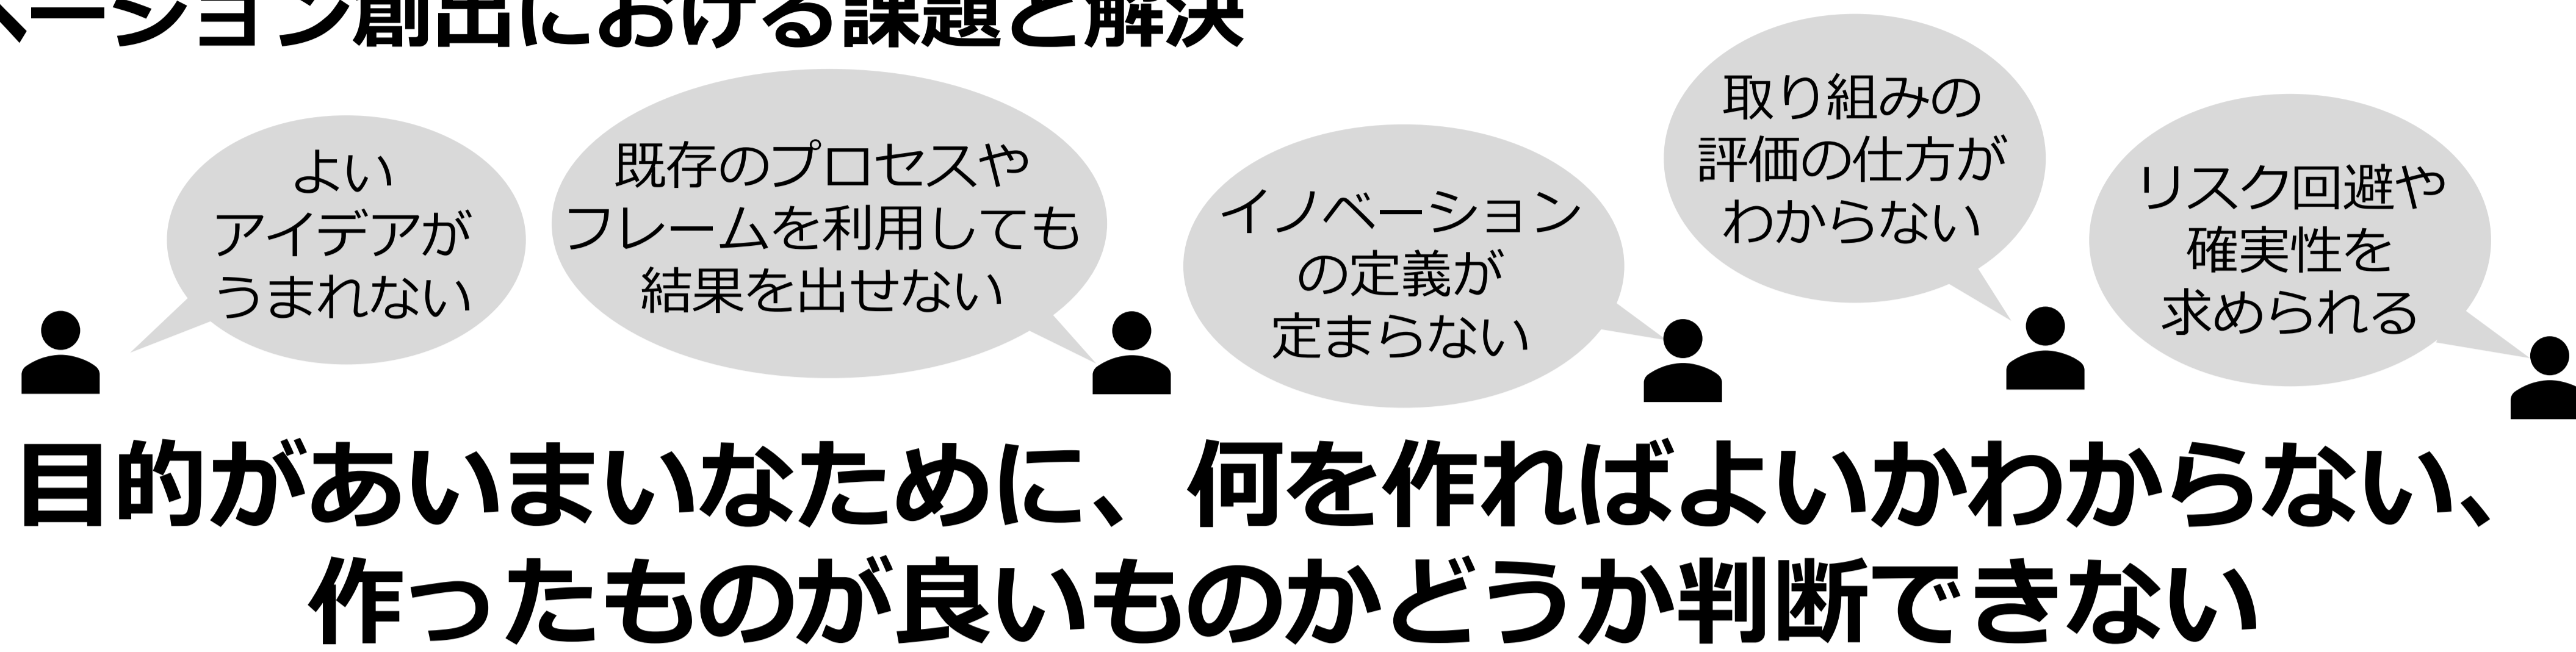 ベーション創出における課題と解決
よい
アイデアが
うまれない
既存のプロセスや
フレームを利用しても
結果を出せない
イノベーション
の定義が
定まらない
取り組みの
評価の仕方が
わからない
リスク回避や
確実性を
求められる
目的があいまいなために、何を作ればよいかわからない、
作ったものが良いものかどうか判断できない